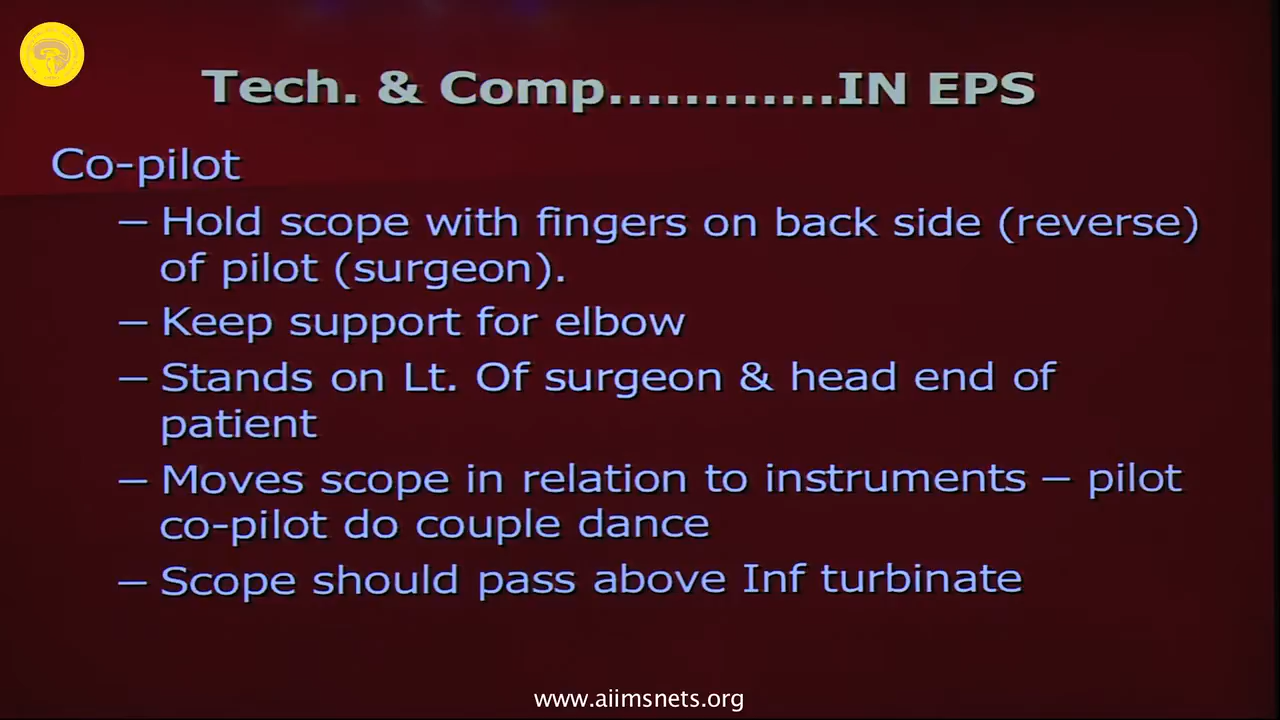 Tech. & Comp............IN EPS
Co-pilot
– Hold scope with fingers on back side (reverse)
of pilot (surgeon).
– Keep support for elbow
– Stands on Lt. Of surgeon & head end of
patient
– Moves scope in relation to instruments – pilot
co-pilot do couple dance
– Scope should pass above Inf turbinate
www.aiimsnets.org